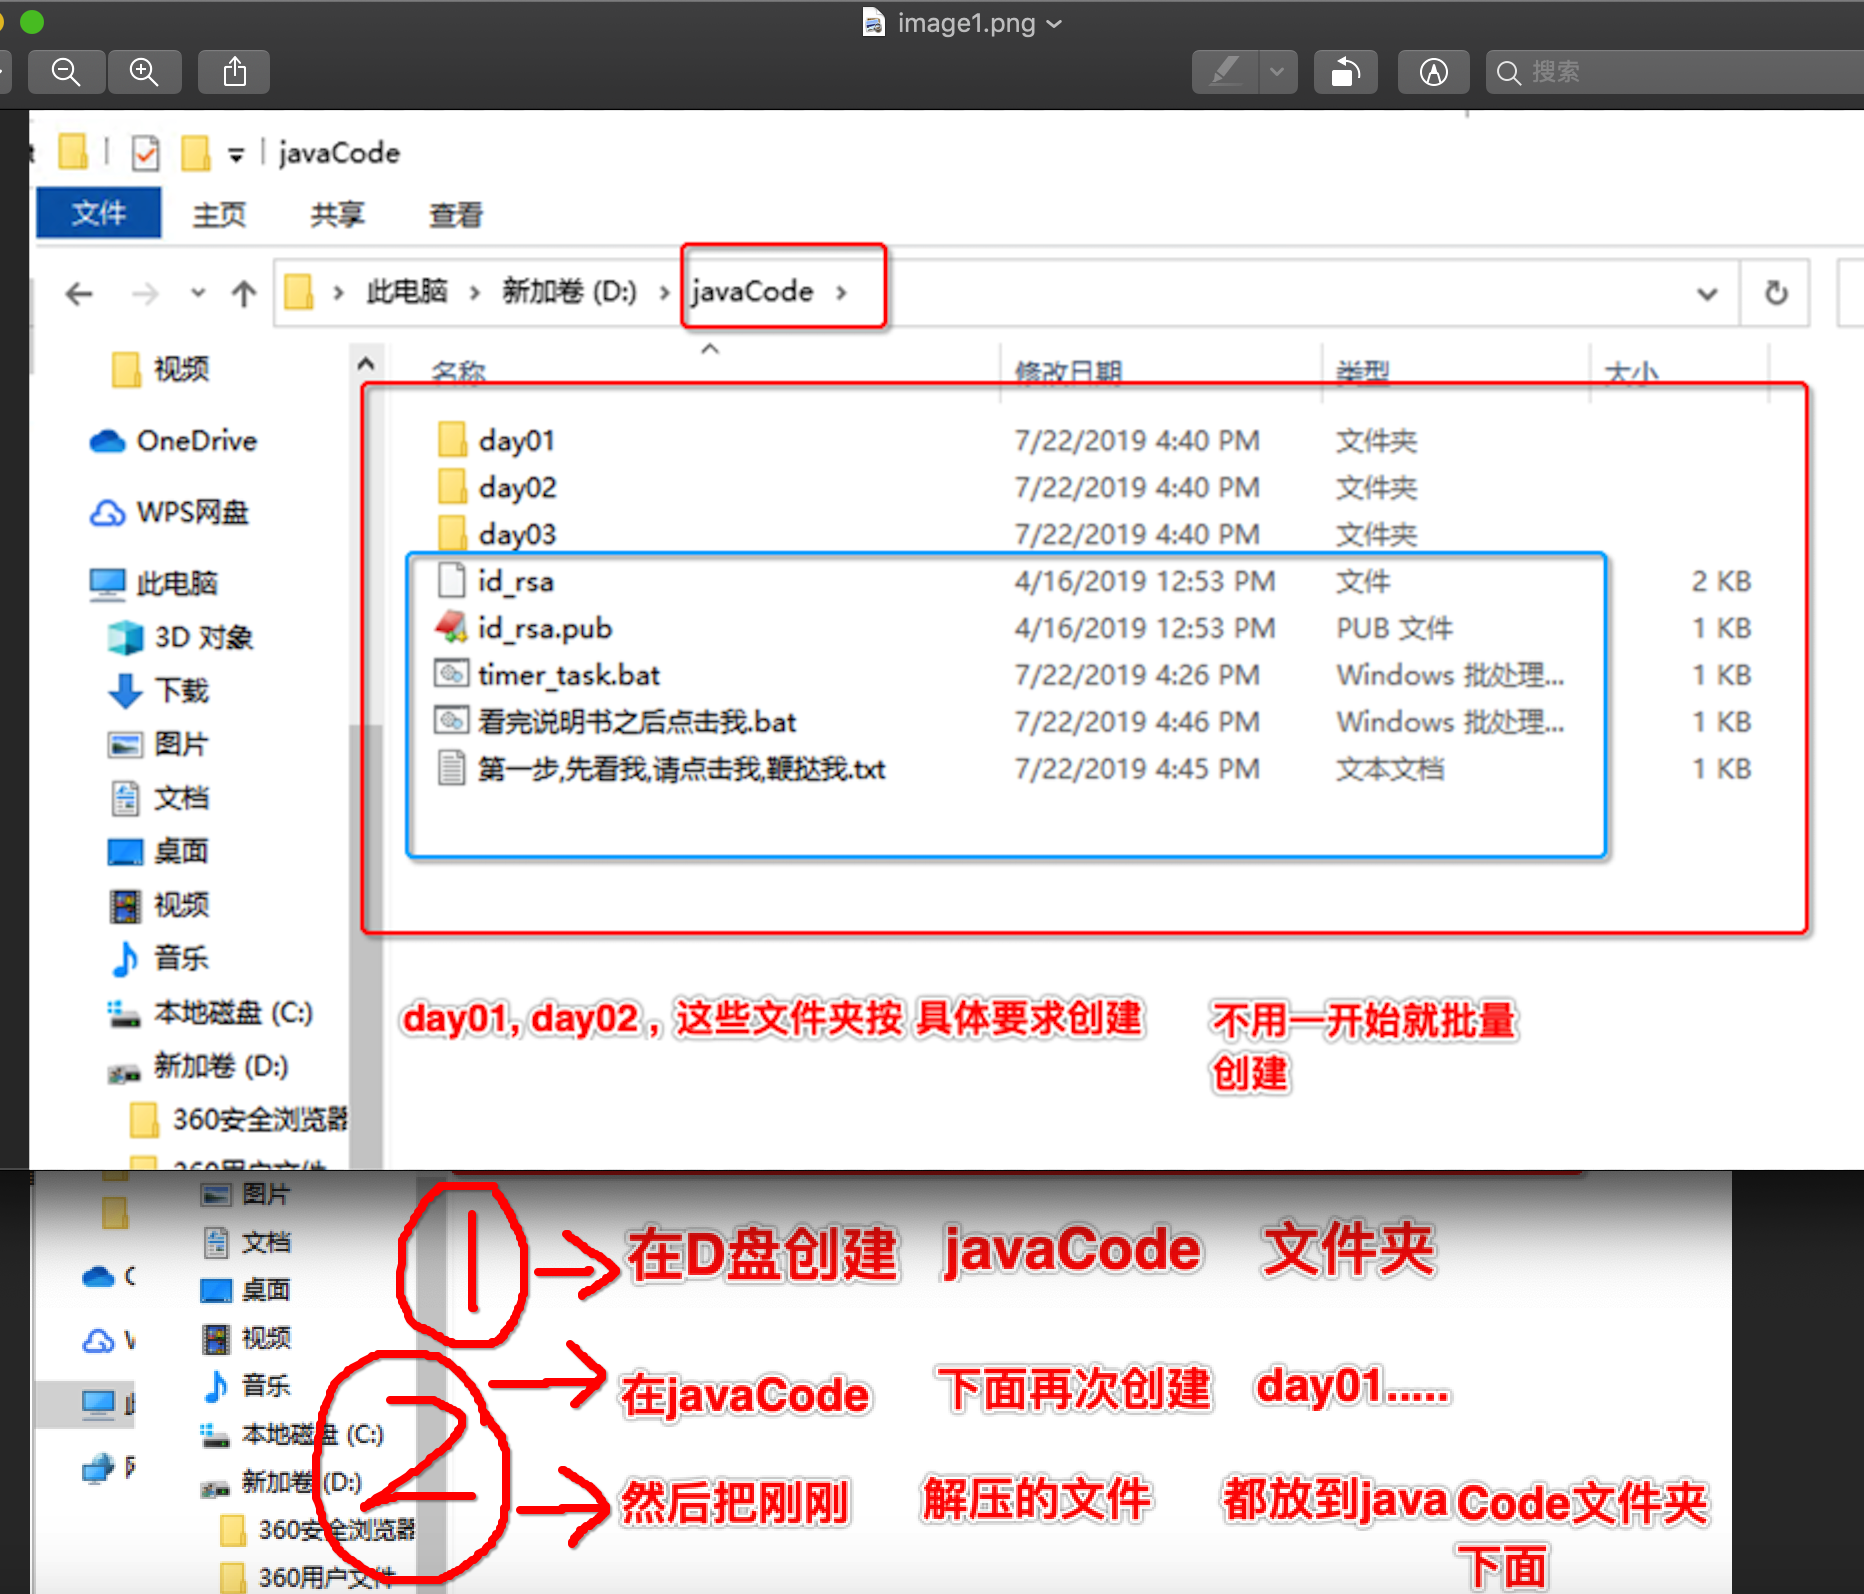 image1.png
搜索
javaCode
文件 主页 共享 查看
此电脑 新加卷 (D:) javaCode
名称 修改日期 类型 大小
视频
OneDrive
WPS网盘
此电脑
3D 对象
下载
图片
文档
桌面
视频
音乐
本地磁盘 (C:)
新加卷 (D:)
360安全浏览器
360用户文件
day01 7/22/2019 4:40 PM 文件夹
day02 7/22/2019 4:40 PM 文件夹
day03 7/22/2019 4:40 PM 文件夹
id_rsa 4/16/2019 12:53 PM 文件 2 KB
id_rsa.pub 4/16/2019 12:53 PM PUB 文件 1 KB
timer_task.bat 7/22/2019 4:26 PM Windows 批处理... 1 KB
看完说明书之后点击我.bat 7/22/2019 4:46 PM Windows 批处理... 1 KB
第一步,先看我,请点击我,鞭挞我.txt 7/22/2019 4:45 PM 文本文档 1 KB
day01, day02 , 这些文件夹按 具体要求创建 不用一开始就批量
创建
图片
文档
桌面
视频
音乐
本地磁盘 (C:)
新加卷 (D:)
360安全浏览器
360用户文件
1 在D盘创建 javaCode 文件夹
2 在javaCode 下面再次创建 day01.....
然后把刚刚 解压的文件 都放到java Code文件夹
下面